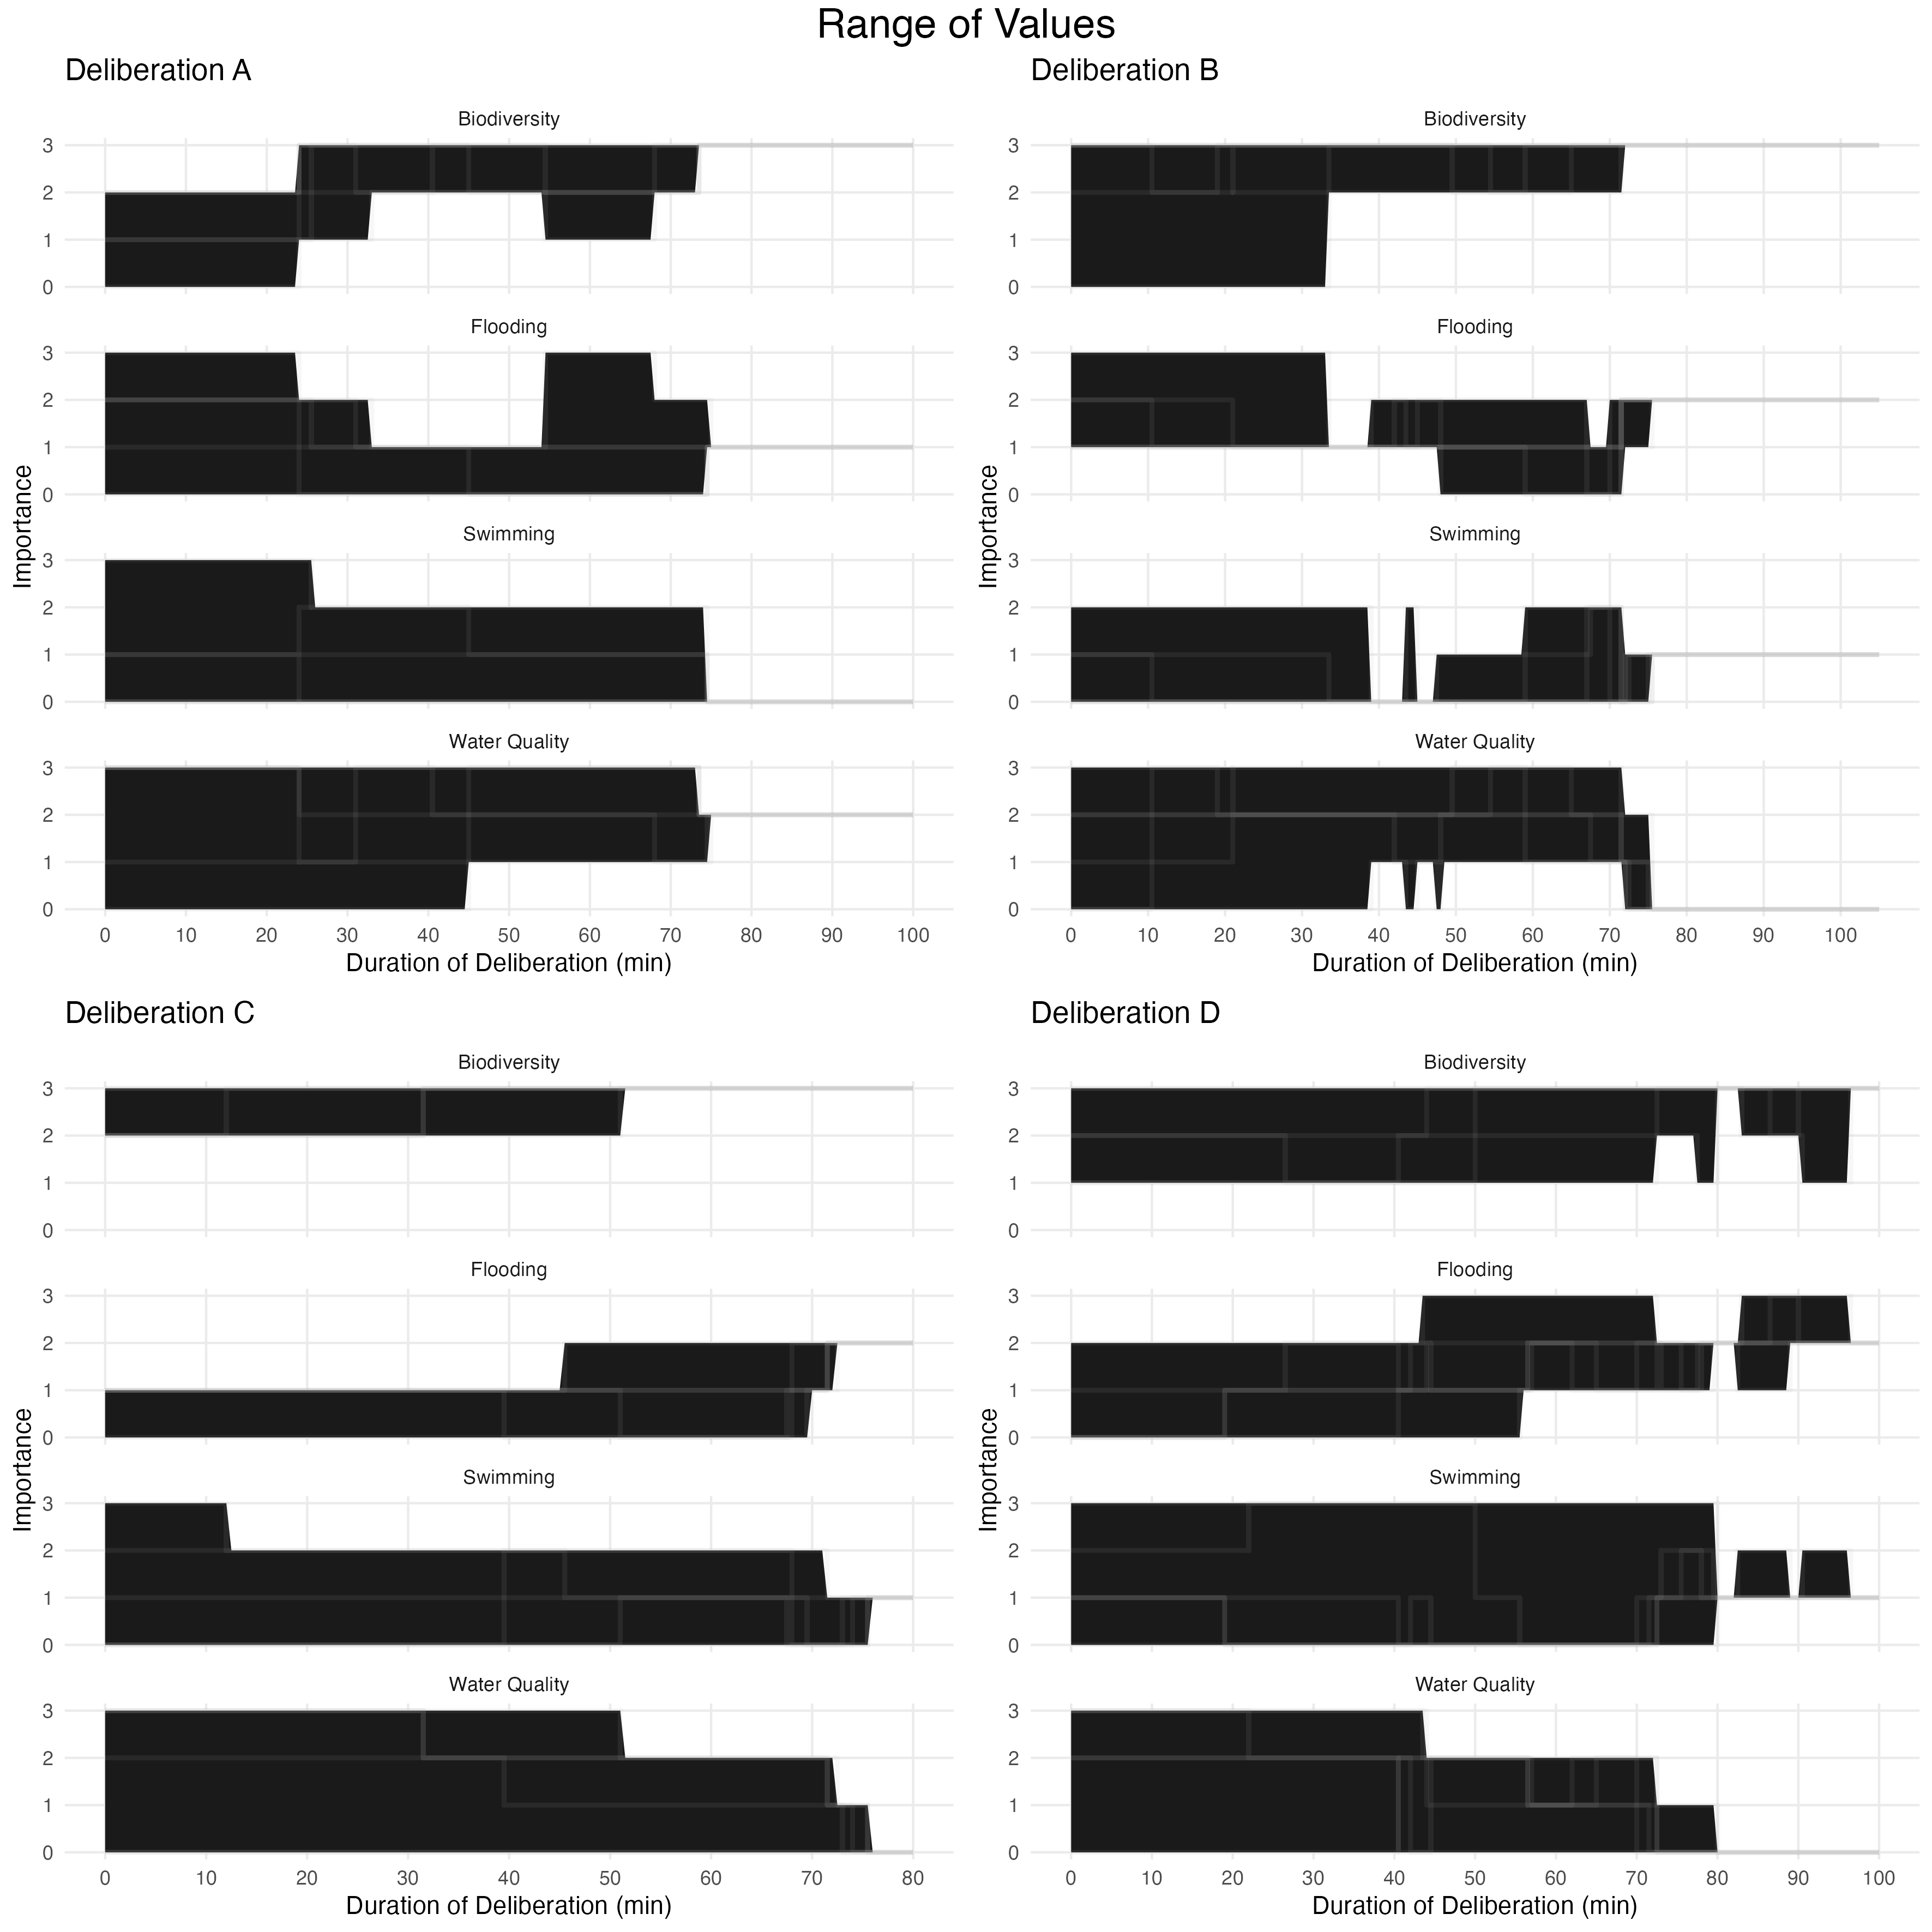 Range of Values
Deliberation A
Biodiversity
3
2
1
0
Flooding
3
2
1
0
Swimming
3
2
1
0
Water Quality
3
2
1
0
0 10 20 30 40 50 60 70 80 90 100
Duration of Deliberation (min)
Importance
Deliberation B
Biodiversity
3
2
1
0
Flooding
3
2
1
0
Swimming
3
2
1
0
Water Quality
3
2
1
0
0 10 20 30 40 50 60 70 80 90 100
Duration of Deliberation (min)
Importance
Deliberation C
Biodiversity
3
2
1
0
Flooding
3
2
1
0
Swimming
3
2
1
0
Water Quality
3
2
1
0
0 10 20 30 40 50 60 70 80
Duration of Deliberation (min)
Importance
Deliberation D
Biodiversity
3
2
1
0
Flooding
3
2
1
0
Swimming
3
2
1
0
Water Quality
3
2
1
0
0 10 20 30 40 50 60 70 80 90 100
Duration of Deliberation (min)
Importance